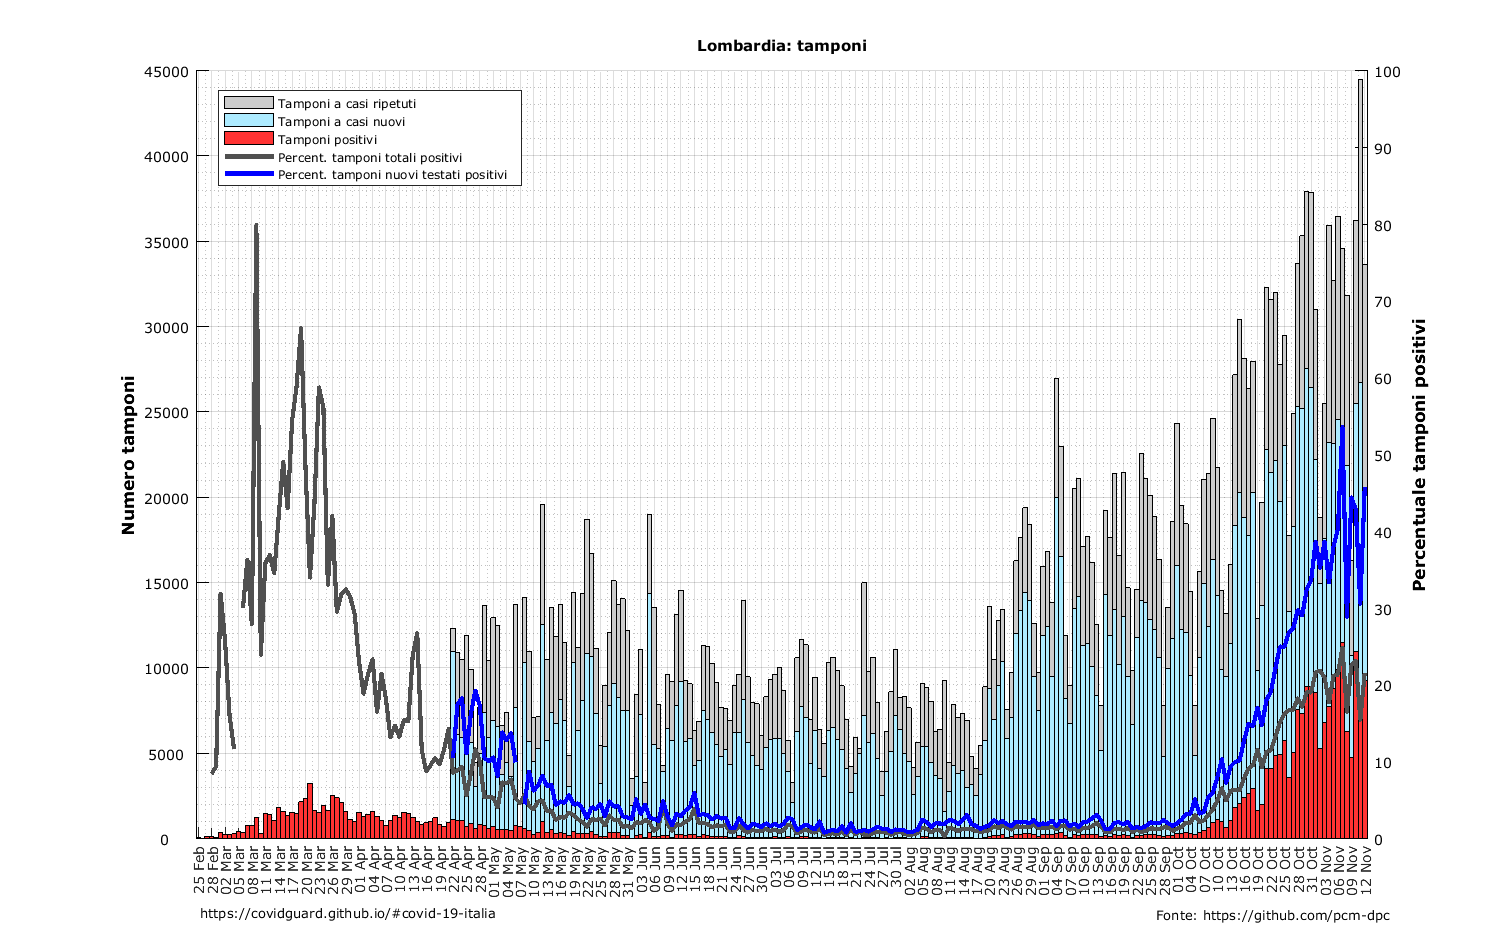 Lombardia: tamponi
Tamponi a casi ripetuti
Tamponi a casi nuovi
Tamponi positivi
Percent. tamponi totali positivi
Percent. tamponi nuovi testati positivi
Numero tamponi
45000
40000
35000
30000
25000
20000
15000
10000
5000
0
100
90
80
70
60
50
40
30
20
10
0
Percentuale tamponi positivi
25 Feb
28 Feb
02 Mar
05 Mar
08 Mar
11 Mar
14 Mar
17 Mar
20 Mar
23 Mar
26 Mar
29 Mar
01 Apr
04 Apr
07 Apr
10 Apr
13 Apr
16 Apr
19 Apr
22 Apr
25 Apr
28 Apr
01 May
04 May
07 May
10 May
13 May
16 May
19 May
22 May
25 May
28 May
31 May
03 Jun
06 Jun
09 Jun
12 Jun
15 Jun
18 Jun
21 Jun
24 Jun
27 Jun
30 Jun
03 Jul
06 Jul
09 Jul
12 Jul
15 Jul
18 Jul
21 Jul
24 Jul
27 Jul
30 Jul
02 Aug
05 Aug
08 Aug
11 Aug
14 Aug
17 Aug
20 Aug
23 Aug
26 Aug
29 Aug
01 Sep
04 Sep
07 Sep
10 Sep
13 Sep
16 Sep
19 Sep
22 Sep
25 Sep
28 Sep
01 Oct
04 Oct
07 Oct
10 Oct
13 Oct
16 Oct
19 Oct
22 Oct
25 Oct
28 Oct
31 Oct
03 Nov
06 Nov
09 Nov
12 Nov
https://covidguard.github.io/#covid-19-italia
Fonte: https://github.com/pcm-dpc